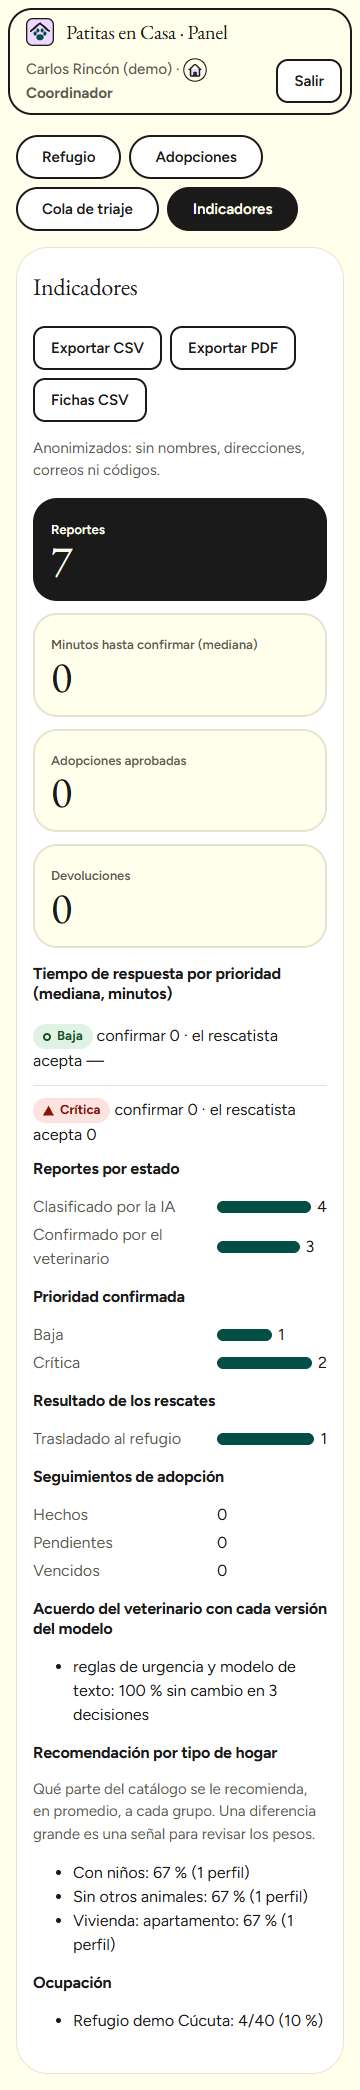 Patitas en Casa · Panel
Carlos Rincón (demo) ·
Coordinador
Salir
Refugio
Adopciones
Cola de triaje
Indicadores
Indicadores
Exportar CSV
Exportar PDF
Fichas CSV
Anonimizados: sin nombres, direcciones,
correos ni códigos.
Reportes
7
Minutos hasta confirmar (mediana)
0
Adopciones aprobadas
0
Devoluciones
0
Tiempo de respuesta por prioridad
(mediana, minutos)
Baja confirmar 0 · el rescatista
acepta —
Crítica confirmar 0 · el rescatista
acepta 0
Reportes por estado
Clasificado por la IA 4
Confirmado por el
veterinario 3
Prioridad confirmada
Baja 1
Crítica 2
Resultado de los rescates
Trasladado al refugio 1
Seguimientos de adopción
Hechos 0
Pendientes 0
Vencidos 0
Acuerdo del veterinario con cada versión
del modelo
• reglas de urgencia y modelo de
texto: 100 % sin cambio en 3
decisiones
Recomendación por tipo de hogar
Qué parte del catálogo se le recomienda,
en promedio, a cada grupo. Una diferencia
grande es una señal para revisar los pesos.
• Con niños: 67 % (1 perfil)
• Sin otros animales: 67 % (1 perfil)
• Vivienda: apartamento: 67 % (1
perfil)
Ocupación
• Refugio demo Cúcuta: 4/40 (10 %)